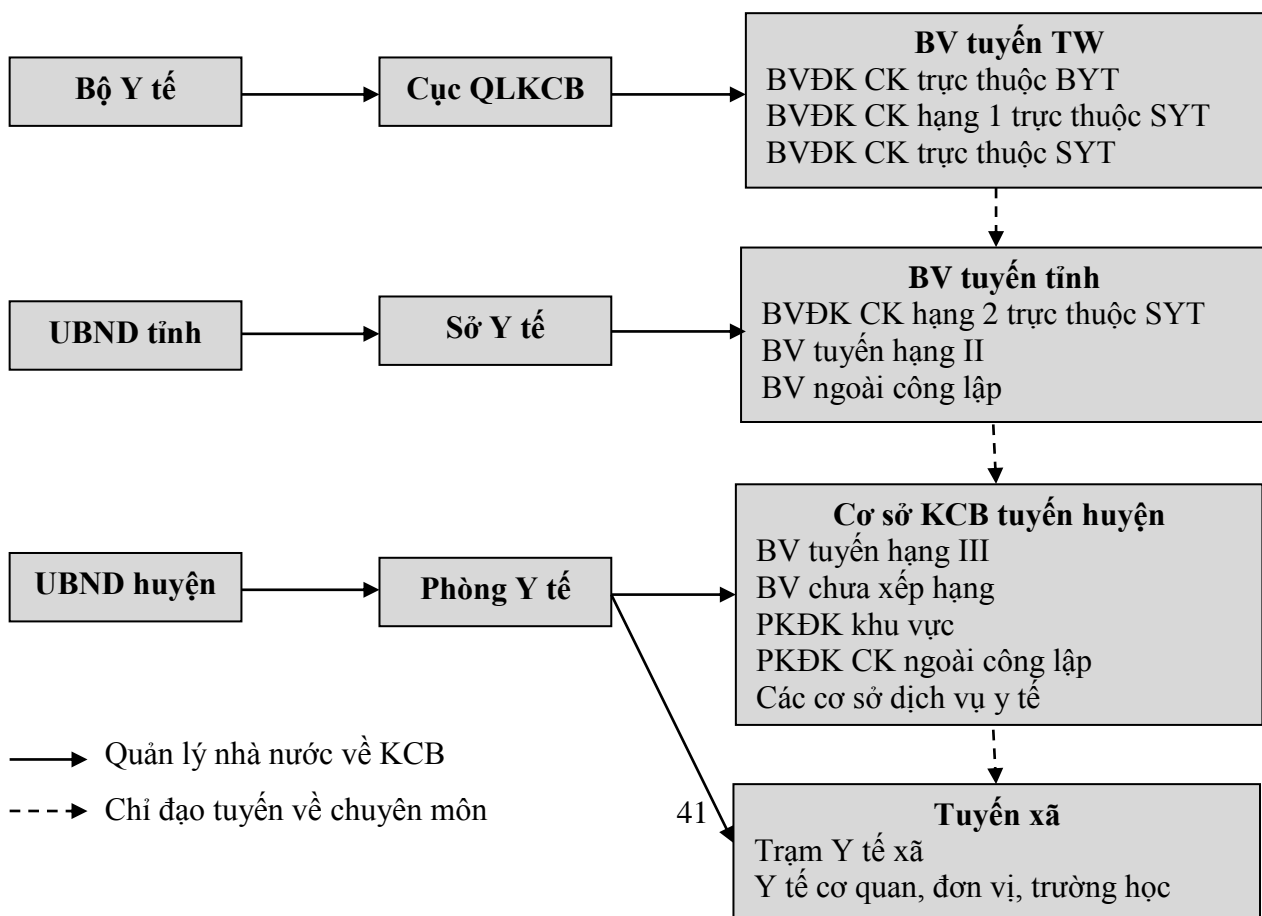 Bộ Y tế
Cục QLKCB
BV tuyến TW
BVĐK CK trực thuộc BYT
BVĐK CK hạng 1 trực thuộc SYT
BVĐK CK trực thuộc SYT
UBND tỉnh
Sở Y tế
BV tuyến tỉnh
BVĐK CK hạng 2 trực thuộc SYT
BV tuyến hạng II
BV ngoài công lập
UBND huyện
Phòng Y tế
Cơ sở KCB tuyến huyện
BV tuyến hạng III
BV chưa xếp hạng
PKĐK khu vực
PKĐK CK ngoài công lập
Các cơ sở dịch vụ y tế
Quản lý nhà nước về KCB
Chỉ đạo tuyến về chuyên môn
41
Tuyến xã
Trạm Y tế xã
Y tế cơ quan, đơn vị, trường học